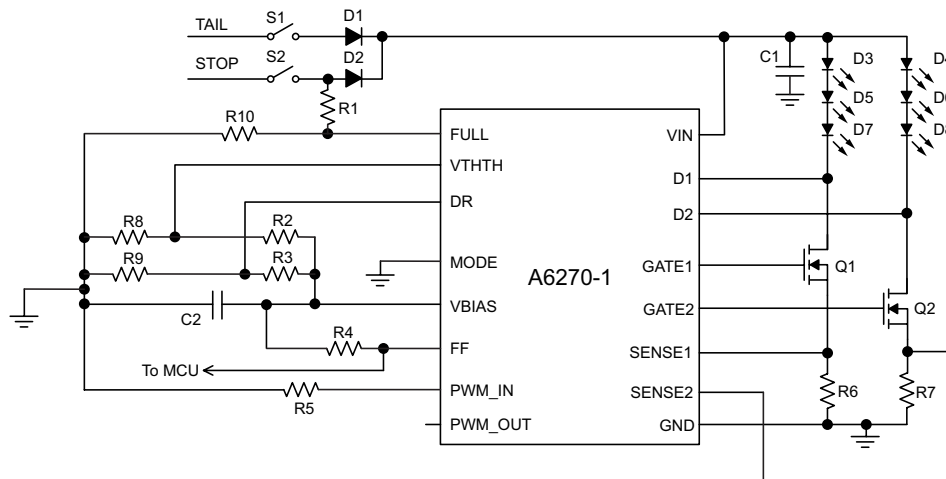 TAIL
S1
D1
STOP
S2
D2
R1
R10
C1
D3
D5
D7
FULL
VTHTH
DR
MODE
VBIAS
FF
PWM_IN
PWM_OUT
A6270-1
VIN
D1
D2
GATE1
GATE2
SENSE1
SENSE2
GND
R8
R2
R9
R3
C2
R4
To MCU
R5
Q1
Q2
R6
R7